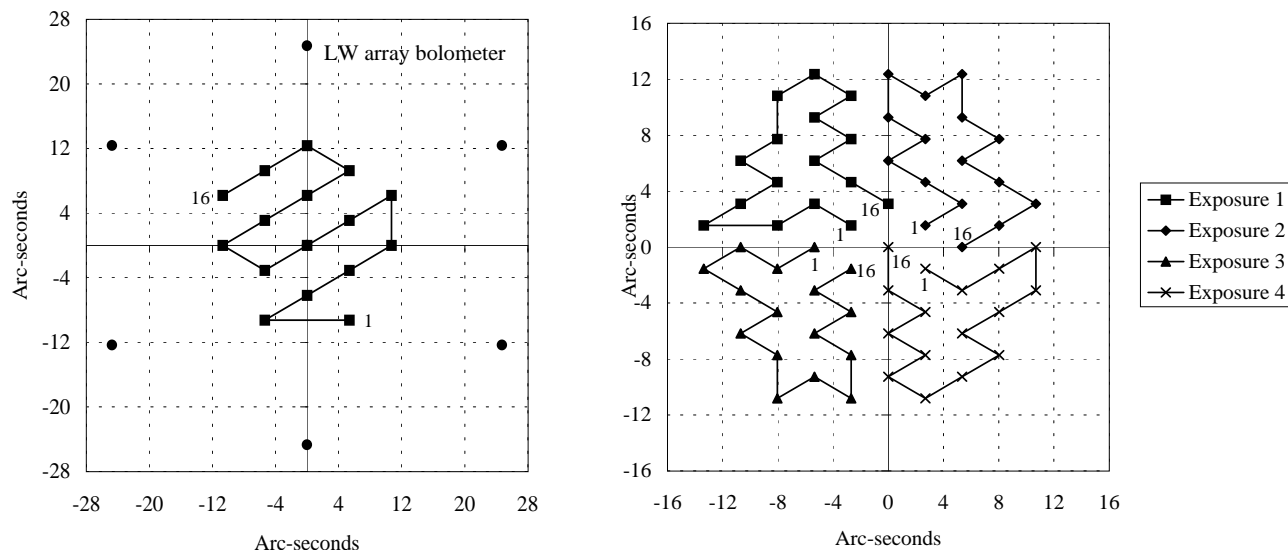 28
20
12
4
-4
-12
-20
-28
Arc-seconds
LW array bolometer
16
1
-28 -20 -12 -4 4 12 20 28
Arc-seconds
16
12
8
4
0
-4
-8
-12
-16
Arc-seconds
16
1
1
16
1
16
16
1
-16 -12 -8 -4 0 4 8 12 16
Arc-seconds
Exposure 1
Exposure 2
Exposure 3
Exposure 4